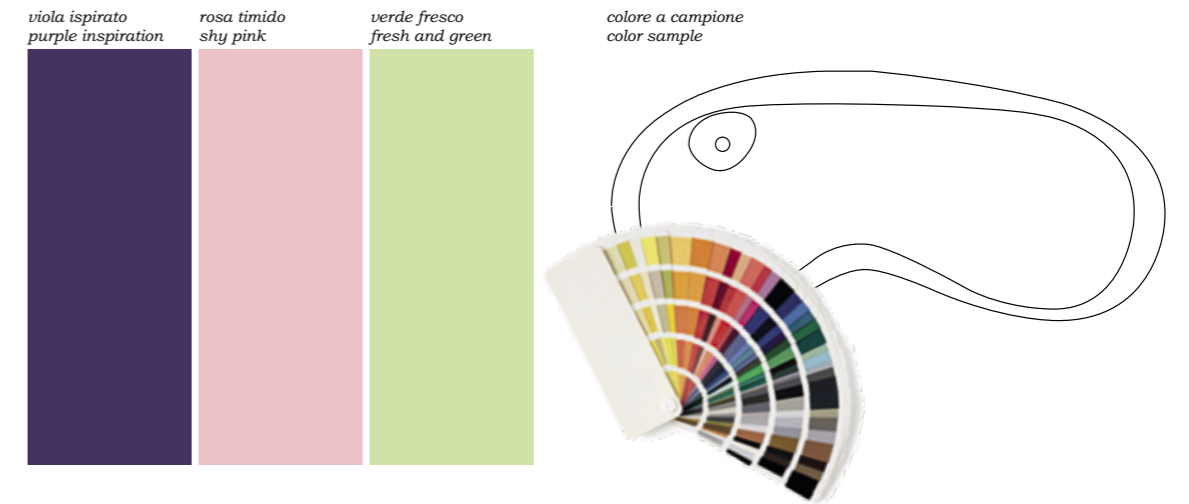 viola ispirato
purple inspiration
rosa timido
shy pink
verde fresco
fresh and green
colore a campione
color sample